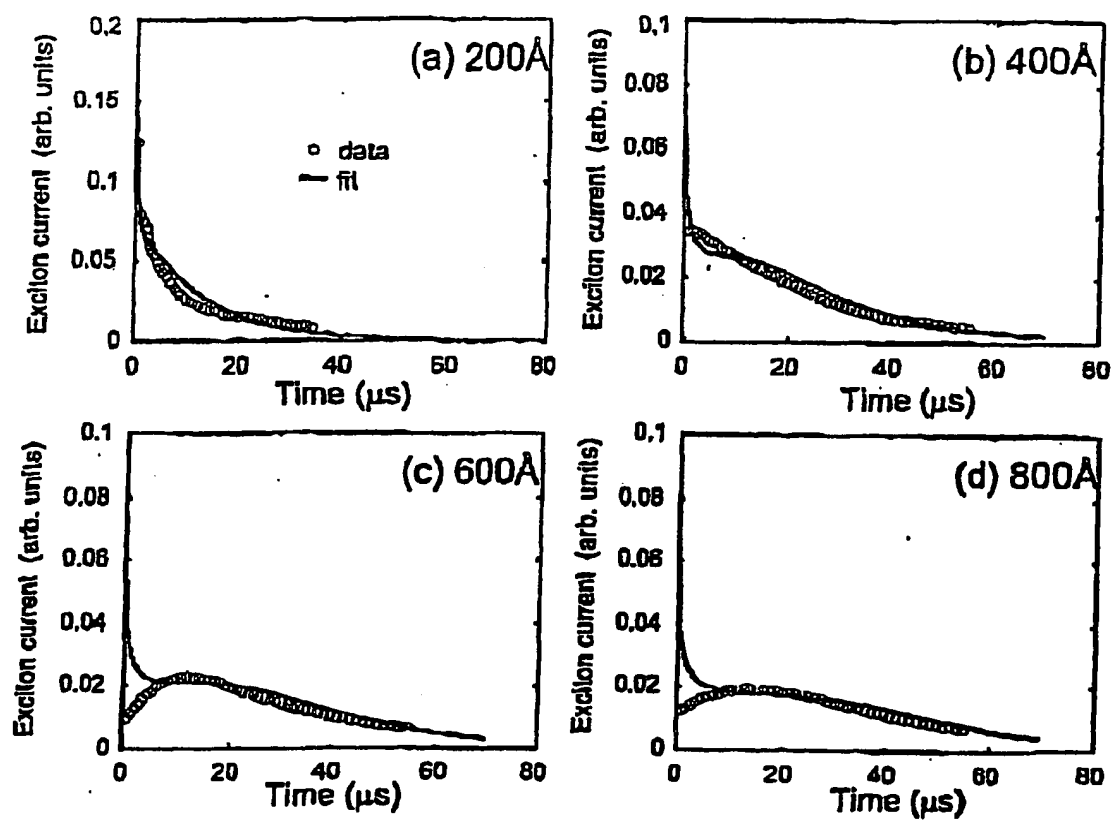 (a) 200Å
Exciton current (arb. units)
0.2
0.15
0.1
0.05
0
data
fit
0 20 40 60 80
Time (μs)
(b) 400Å
Exciton current (arb. units)
0.1
0.08
0.06
0.04
0.02
0
0 20 40 60 80
Time (μs)
(c) 600Å
Exciton current (arb. units)
0.1
0.08
0.06
0.04
0.02
0
0 20 40 60 80
Time (μs)
(d) 800Å
Exciton current (arb. units)
0.1
0.08
0.06
0.04
0.02
0
0 20 40 60 80
Time (μs)